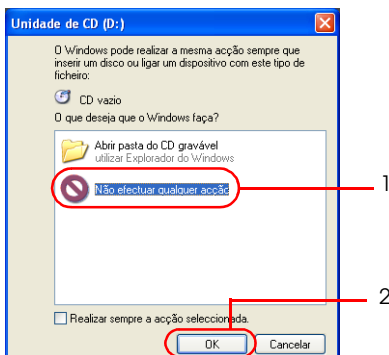 Unidade de CD (D:)
O Windows pode realizar a mesma acção sempre que
inserir um disco ou ligar um dispositivo com este tipo de
ficheiro:
CD vazio
O que deseja que o Windows faça?
Abrir pasta do CD gravável
utilizar Explorador do Windows
Não efectuar qualquer acção
1
2
Realizar sempre a acção seleccionada.
OK
Cancelar